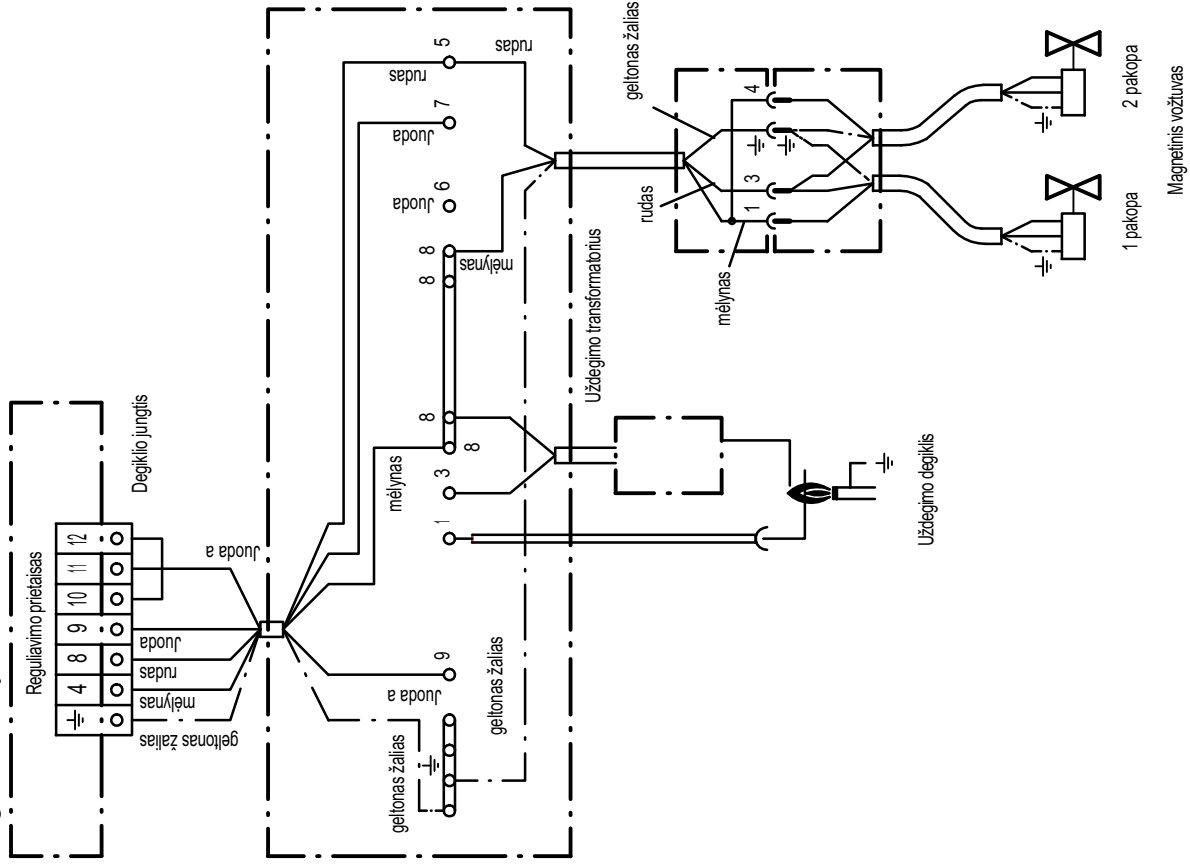 Reguliavimo prietaisas
4 8 9 10 11 12
Degiklio jungtis
geltonas žalias
mėlynas
rudas
Juoda
Juoda a
geltonas žalias
Juoda a
9
geltonas žalias
1
3
mėlynas
8
8
8
8
mėlynas
6
Juoda
7
Juoda
5
rudas
rudas
Uždegimo transformatorius
Uždegimo degiklis
mėlynas
rudas
geltonas žalias
1
3
4
1 pakopa
2 pakopa
Magnetinis vožtuvas